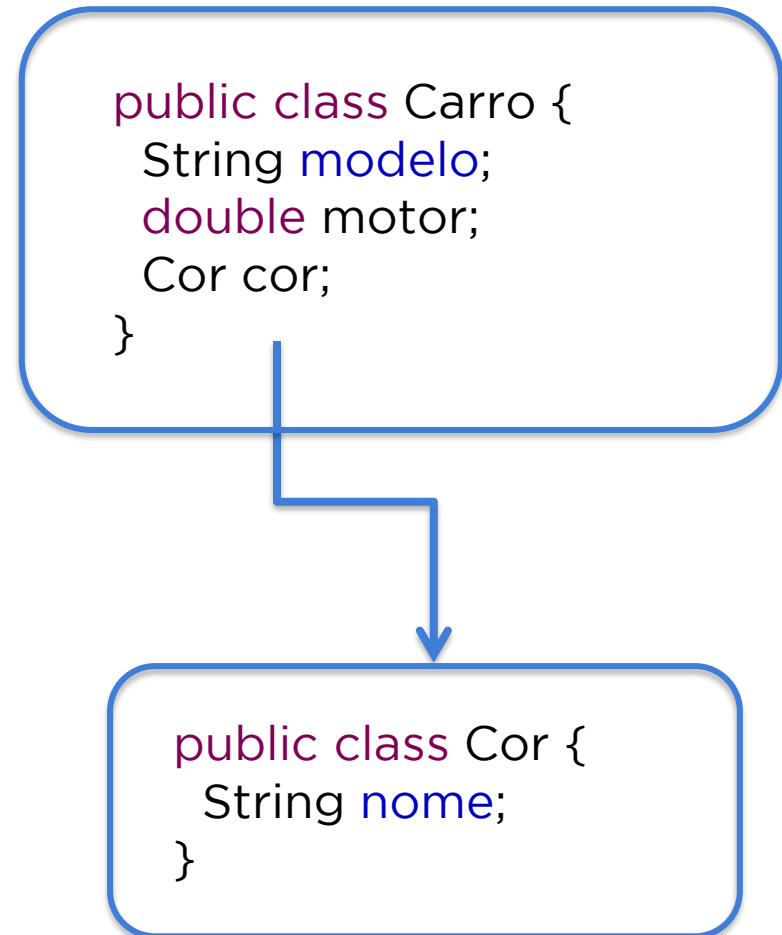 public class Carro {
String modelo;
double motor;
Cor cor;
}
public class Cor {
String nome;
}